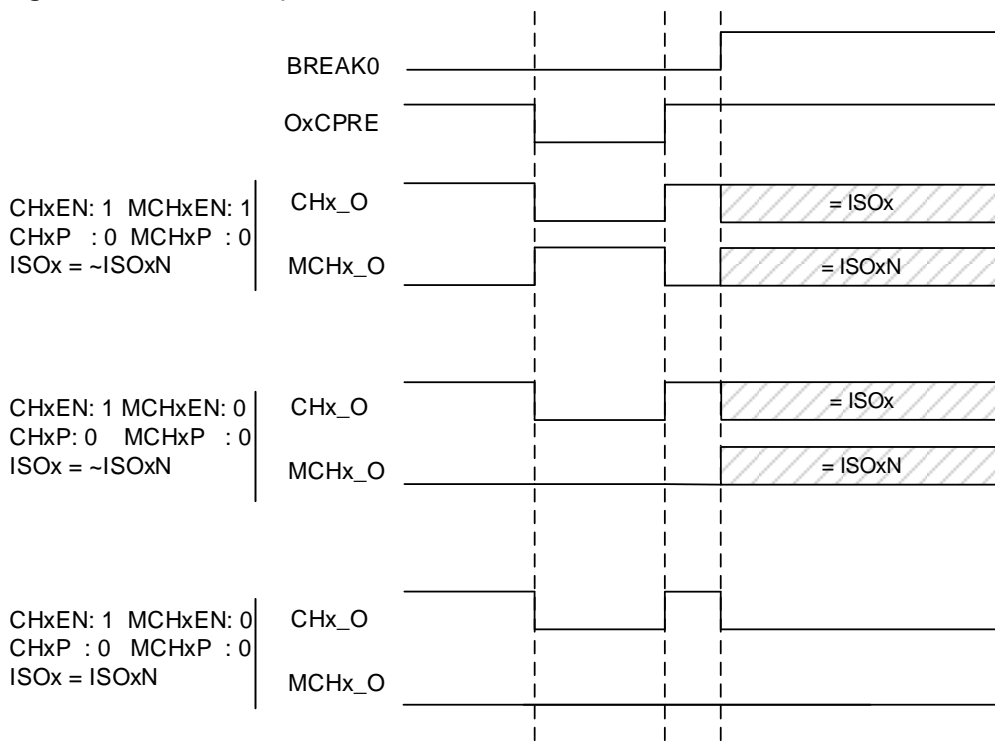 BREAK0
OxCPRE
CHxEN: 1 MCHxEN: 1
CHxP : 0 MCHxP : 0
ISOx = ~ISOxN
CHx_O
= ISOx
MCHx_O
= ISOxN
CHxEN: 1 MCHxEN: 0
CHxP: 0 MCHxP : 0
ISOx = ~ISOxN
CHx_O
= ISOx
MCHx_O
= ISOxN
CHxEN: 1 MCHxEN: 0
CHxP : 0 MCHxP : 0
ISOx = ISOxN
CHx_O
MCHx_O